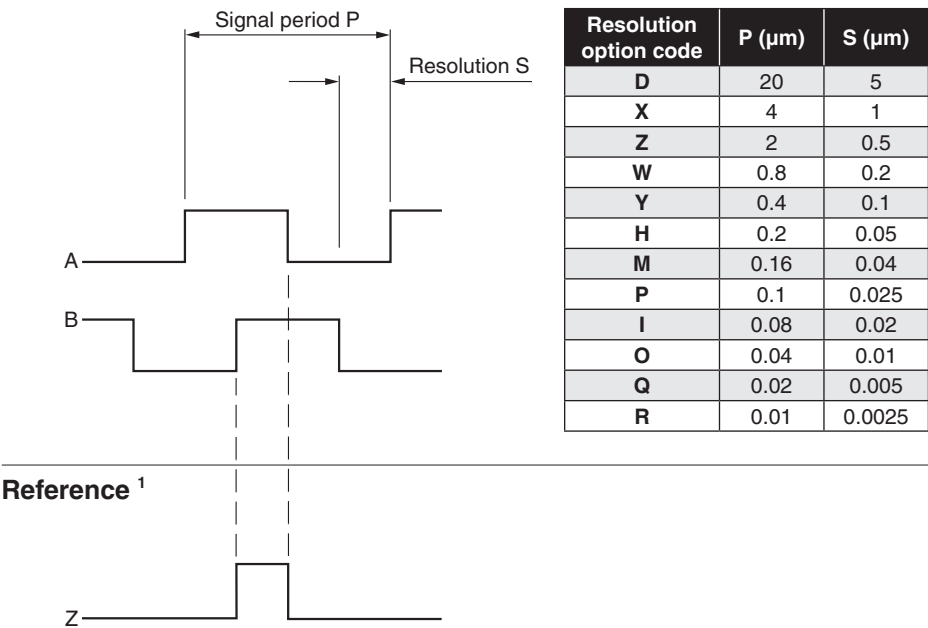 Signal period P
Resolution S
A
B
Resolution option code P (μm) S (μm)
D 20 5
X 4 1
Z 2 0.5
W 0.8 0.2
Y 0.4 0.1
H 0.2 0.05
M 0.16 0.04
P 0.1 0.025
I 0.08 0.02
O 0.04 0.01
Q 0.02 0.005
R 0.01 0.0025
Reference 1
Z